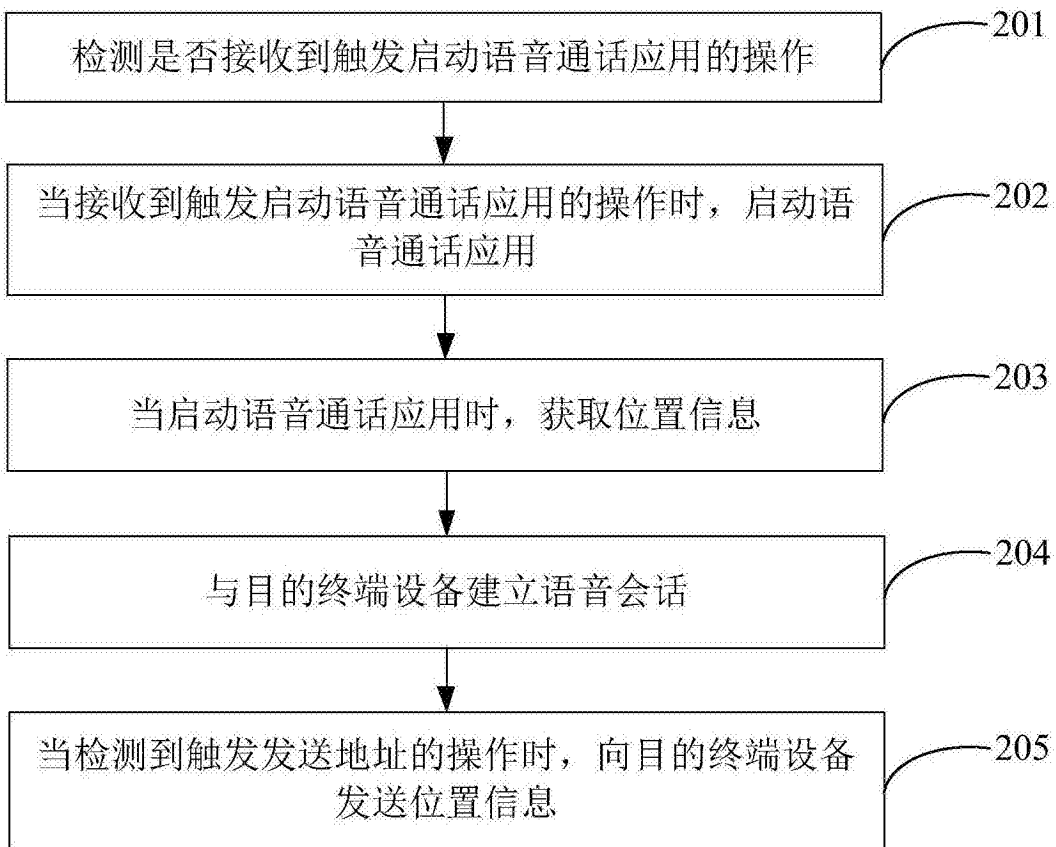 检测是否接收到触发启动语音通话应用的操作
201
当接收到触发启动语音通话应用的操作时，启动语
音通话应用
202
当启动语音通话应用时，获取位置信息
203
与目的终端设备建立语音会话
204
当检测到触发发送地址的操作时，向目的终端设备
发送位置信息
205